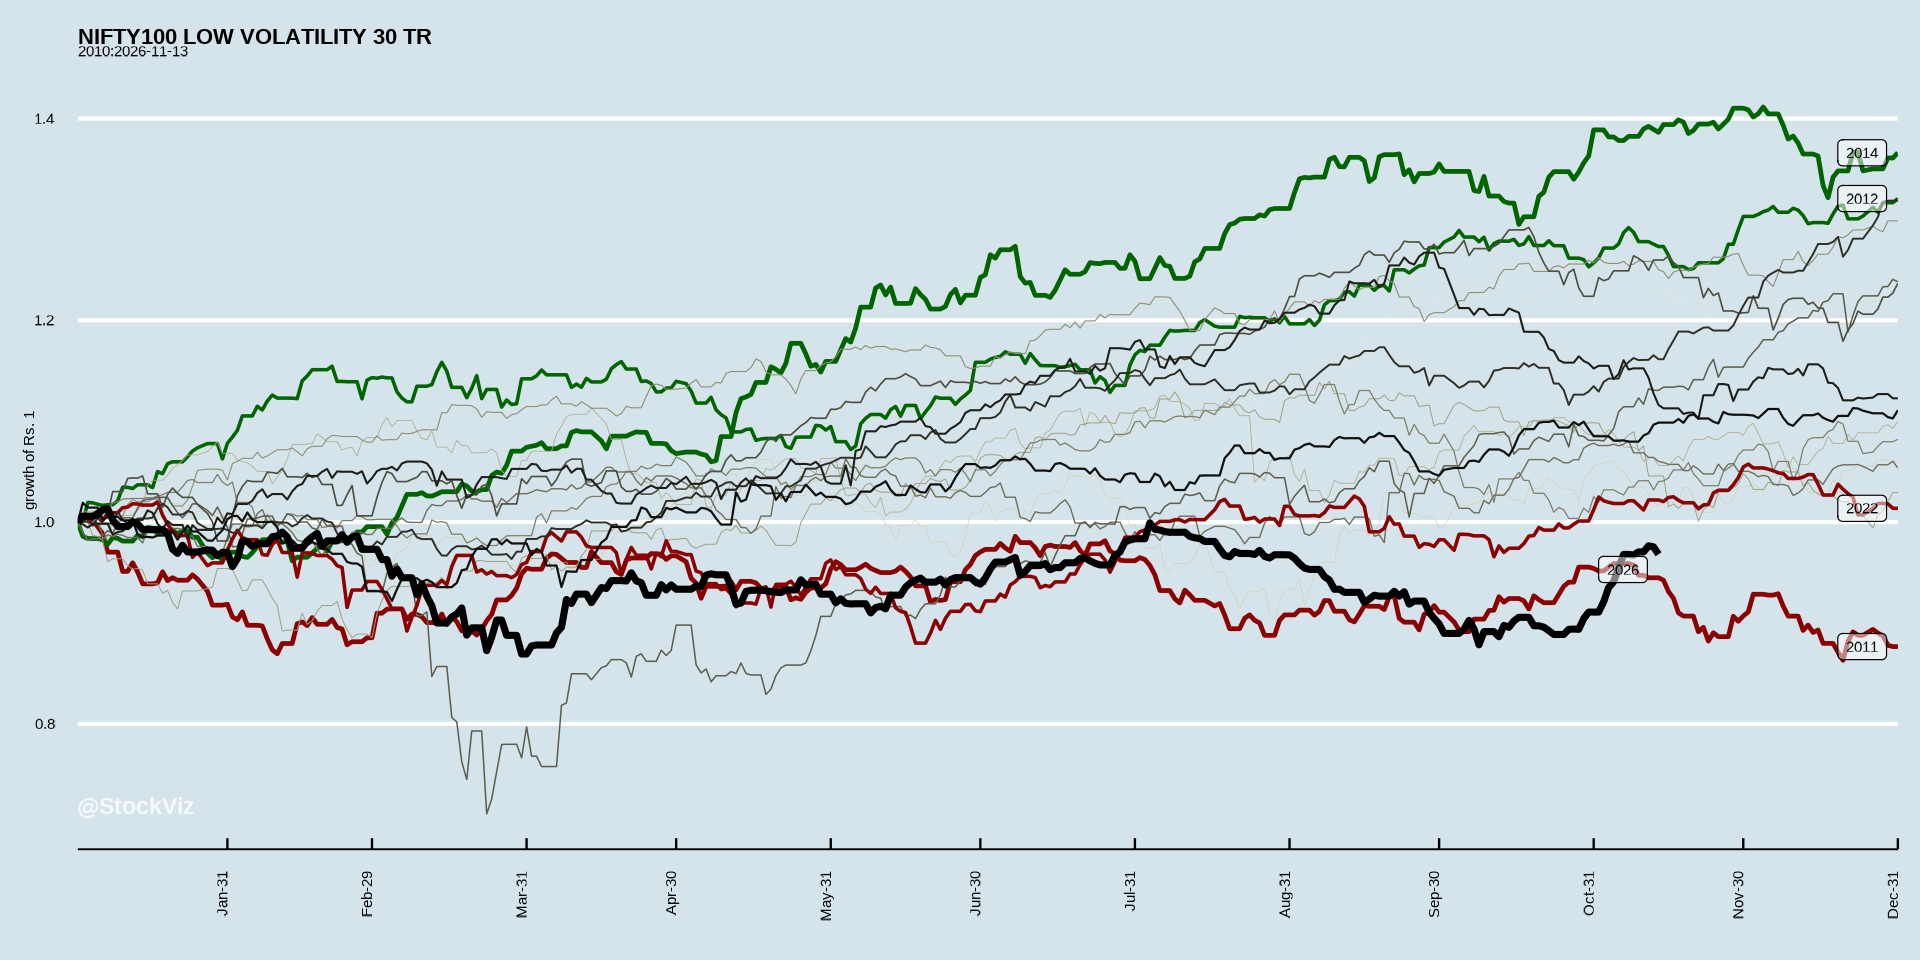 NIFTY100 LOW VOLATILITY 30 TR
2010:2026-11-13
growth of Rs. 1
1.4
1.2
1.0
0.8
2014
2012
2022
2026
2011
@StockViz
Jan-31
Feb-29
Mar-31
Apr-30
May-31
Jun-30
Jul-31
Aug-31
Sep-30
Oct-31
Nov-30
Dec-31